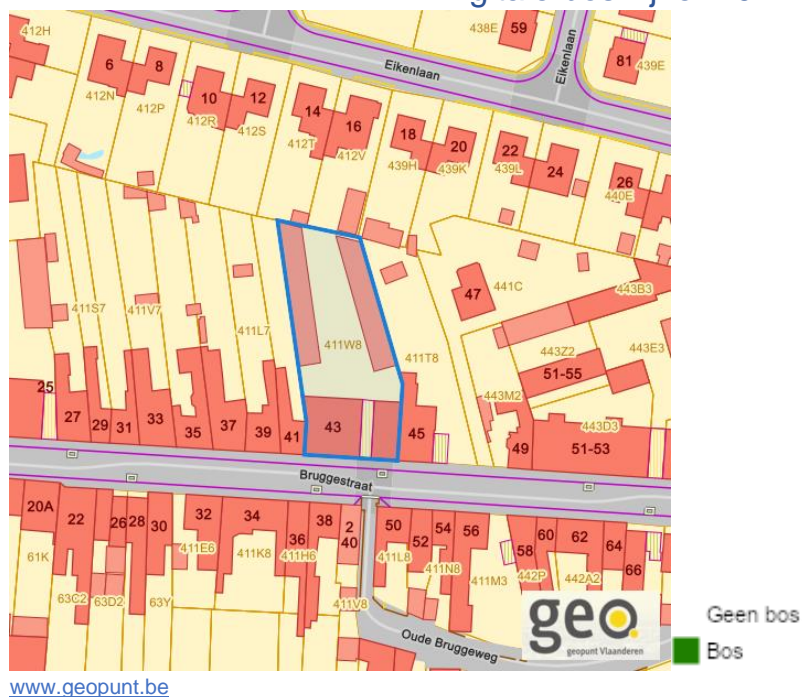 412H
438E
59
6
8
Eikenlaan
Eikenlaan
81
439E
412N
412P
10
12
412R
412S
14
16
412T
412V
18
20
439H
439K
22
24
439L
26
440E
47
441C
443B3
411S7
411V7
411L7
411W8
411T8
443Z2
443E3
51-55
443M2
443D3
25
27
29
31
33
35
37
39
41
43
45
49
51-53
Bruggestraat
20A
22
26
28
30
32
34
36
38
2
40
50
52
54
56
58
60
62
64
66
61K
63C2
63D2
63Y
411E6
411K8
411H6
411V8
411L8
411N8
411M3
442P
442A2
Oude Bruggeweg
geo
geopunt Vlaanderen
Geen bos
Bos
www.geopunt.be